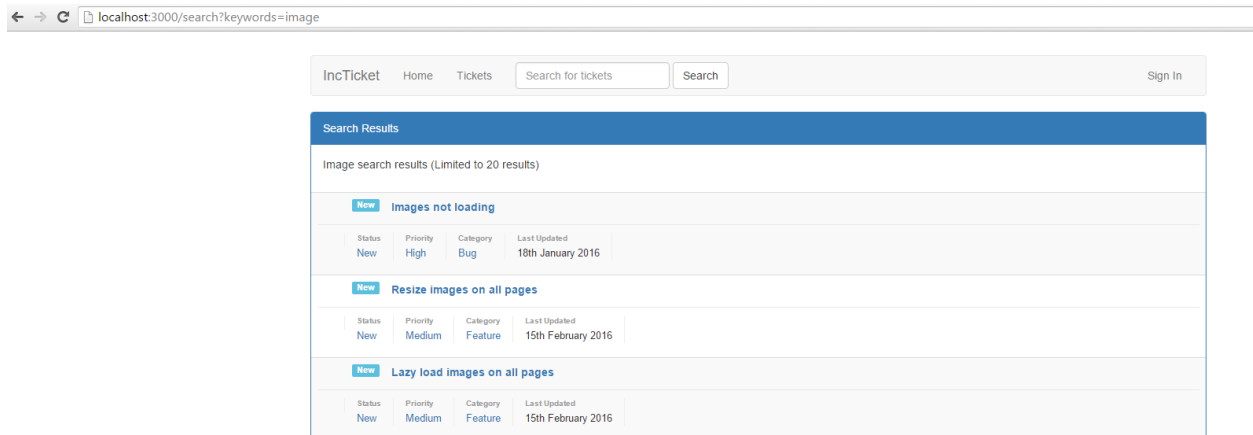 localhost:3000/search?keywords=image
IncTicket Home Tickets Search for tickets Search Sign In
Search Results
Image search results (Limited to 20 results)
New Images not loading
Status Priority Category Last Updated
New High Bug 18th January 2016
New Resize images on all pages
Status Priority Category Last Updated
New Medium Feature 15th February 2016
New Lazy load images on all pages
Status Priority Category Last Updated
New Medium Feature 15th February 2016